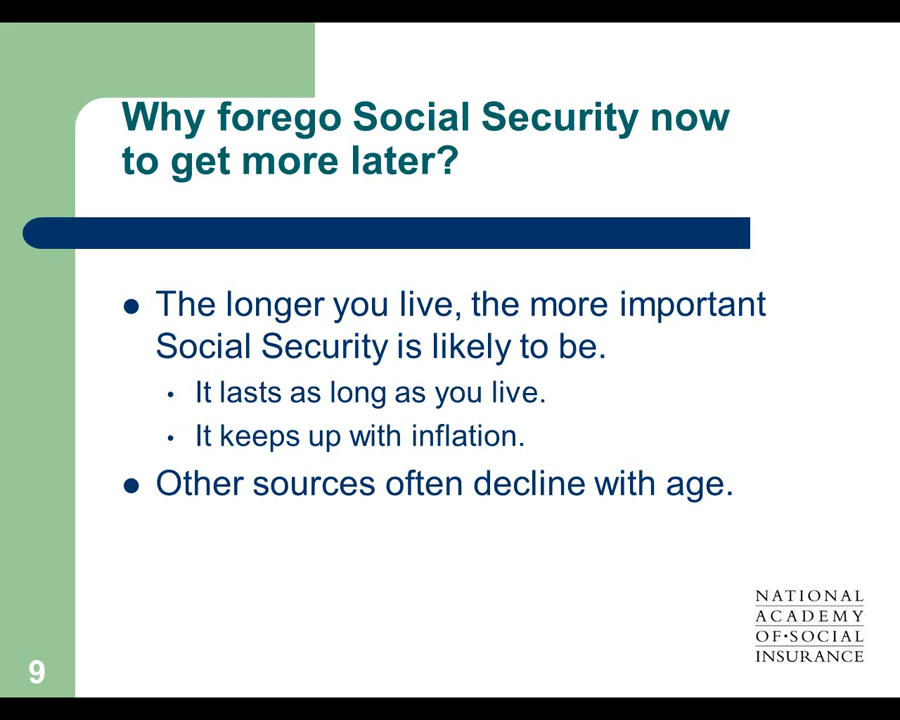 Why forego Social Security now
to get more later?
● The longer you live, the more important
Social Security is likely to be.
• It lasts as long as you live.
• It keeps up with inflation.
● Other sources often decline with age.
NATIONAL
ACADEMY
OF•SOCIAL
INSURANCE
9